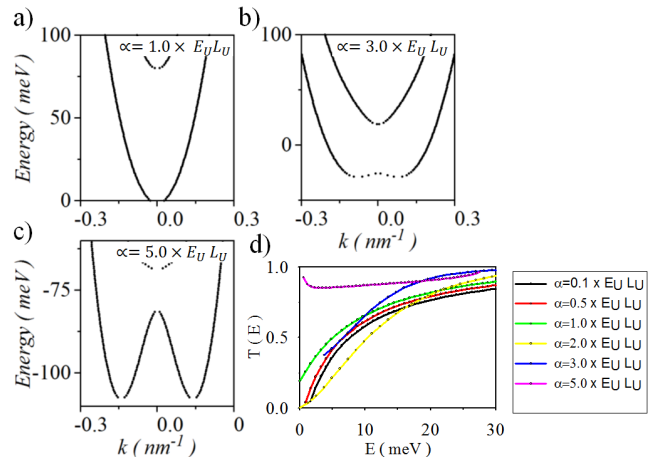 a)
∝= 1.0 × E_U L_U
Energy ( meV )
100
50
0
-0.3
0.0
0.3
k ( nm⁻¹ )
b)
∝= 3.0 × E_U L_U
Energy ( meV )
100
0
-0.3
0.0
0.3
k ( nm⁻¹ )
c)
∝= 5.0 × E_U L_U
Energy ( meV )
-75
-100
-0.3
0.0
0.3
k ( nm⁻¹ )
d)
T ( E )
1.0
0.5
0.0
0
10
20
30
E ( meV )
α=0.1 x E_U L_U
α=0.5 x E_U L_U
α=1.0 x E_U L_U
α=2.0 x E_U L_U
α=3.0 x E_U L_U
α=5.0 x E_U L_U